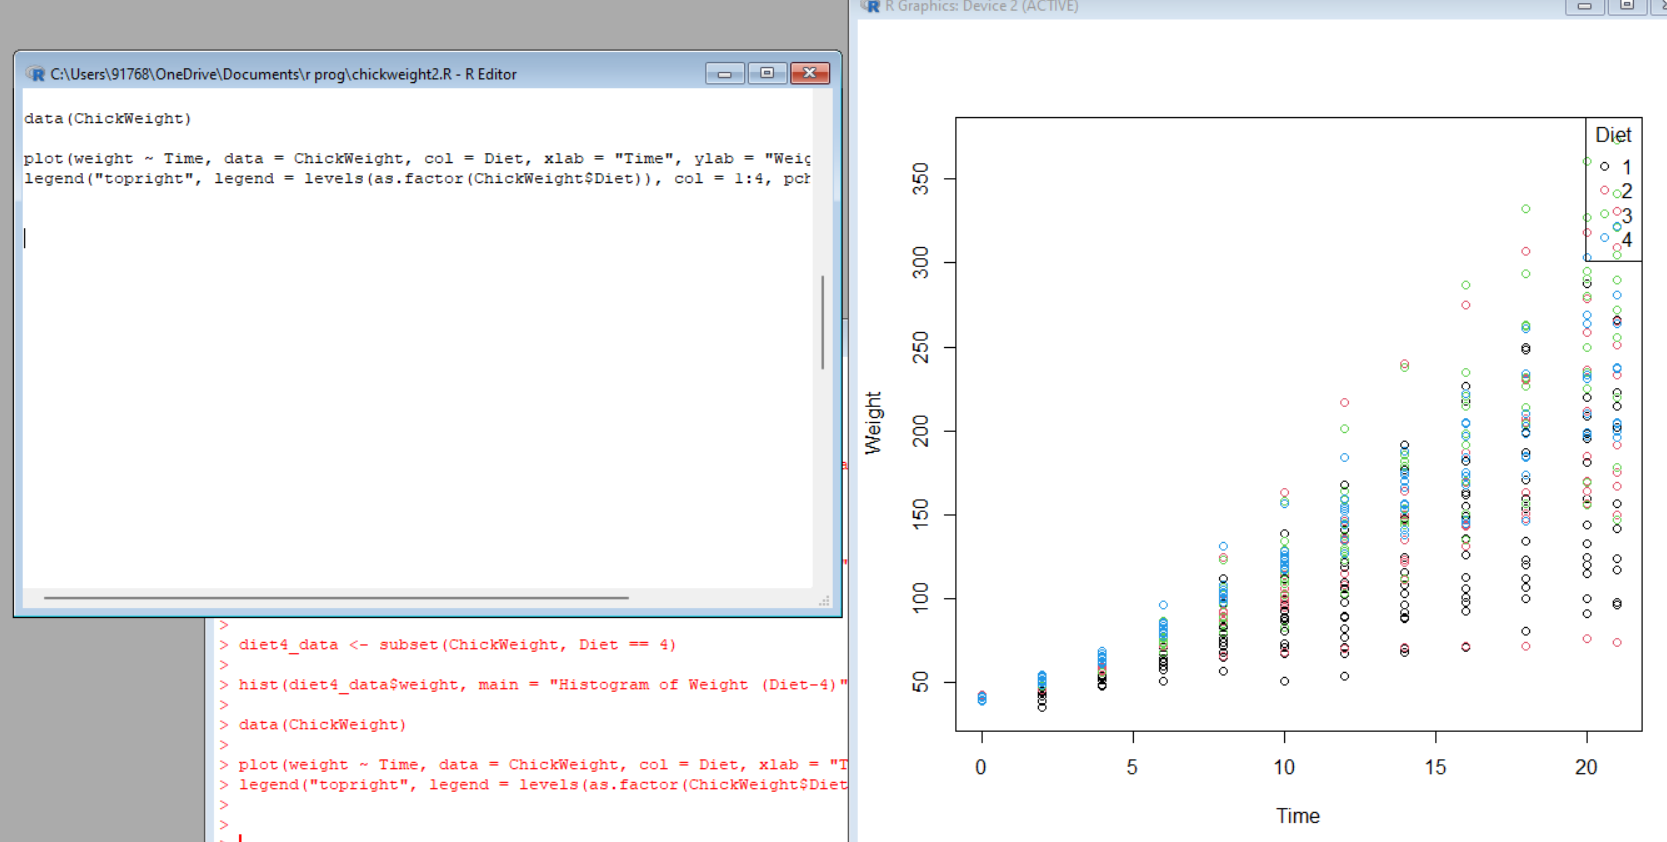 C:\Users\91768\OneDrive\Documents\r prog\chickweight2.R - R Editor
data(ChickWeight)
plot(weight ~ Time, data = ChickWeight, col = Diet, xlab = "Time", ylab = "Weig
legend("topright", legend = levels(as.factor(ChickWeight$Diet)), col = 1:4, pch
>
> diet4_data <- subset(ChickWeight, Diet == 4)
>
> hist(diet4_data$weight, main = "Histogram of Weight (Diet-4)"
>
> data(ChickWeight)
>
> plot(weight ~ Time, data = ChickWeight, col = Diet, xlab = "T
> legend("topright", legend = levels(as.factor(ChickWeight$Diet
>
>
>
R Graphics: Device 2 (ACTIVE)
Diet
1
2
3
4
350
300
250
200
150
100
50
Weight
0 5 10 15 20
Time